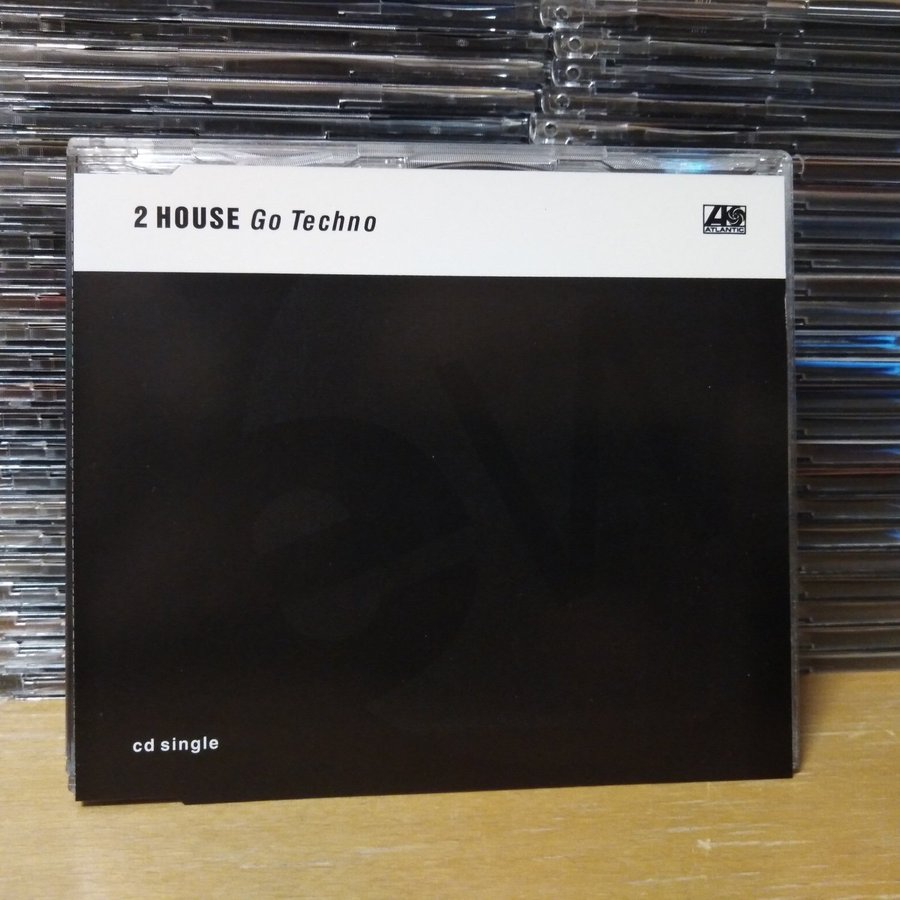 2 HOUSE Go Techno
ATLANTIC
cd single